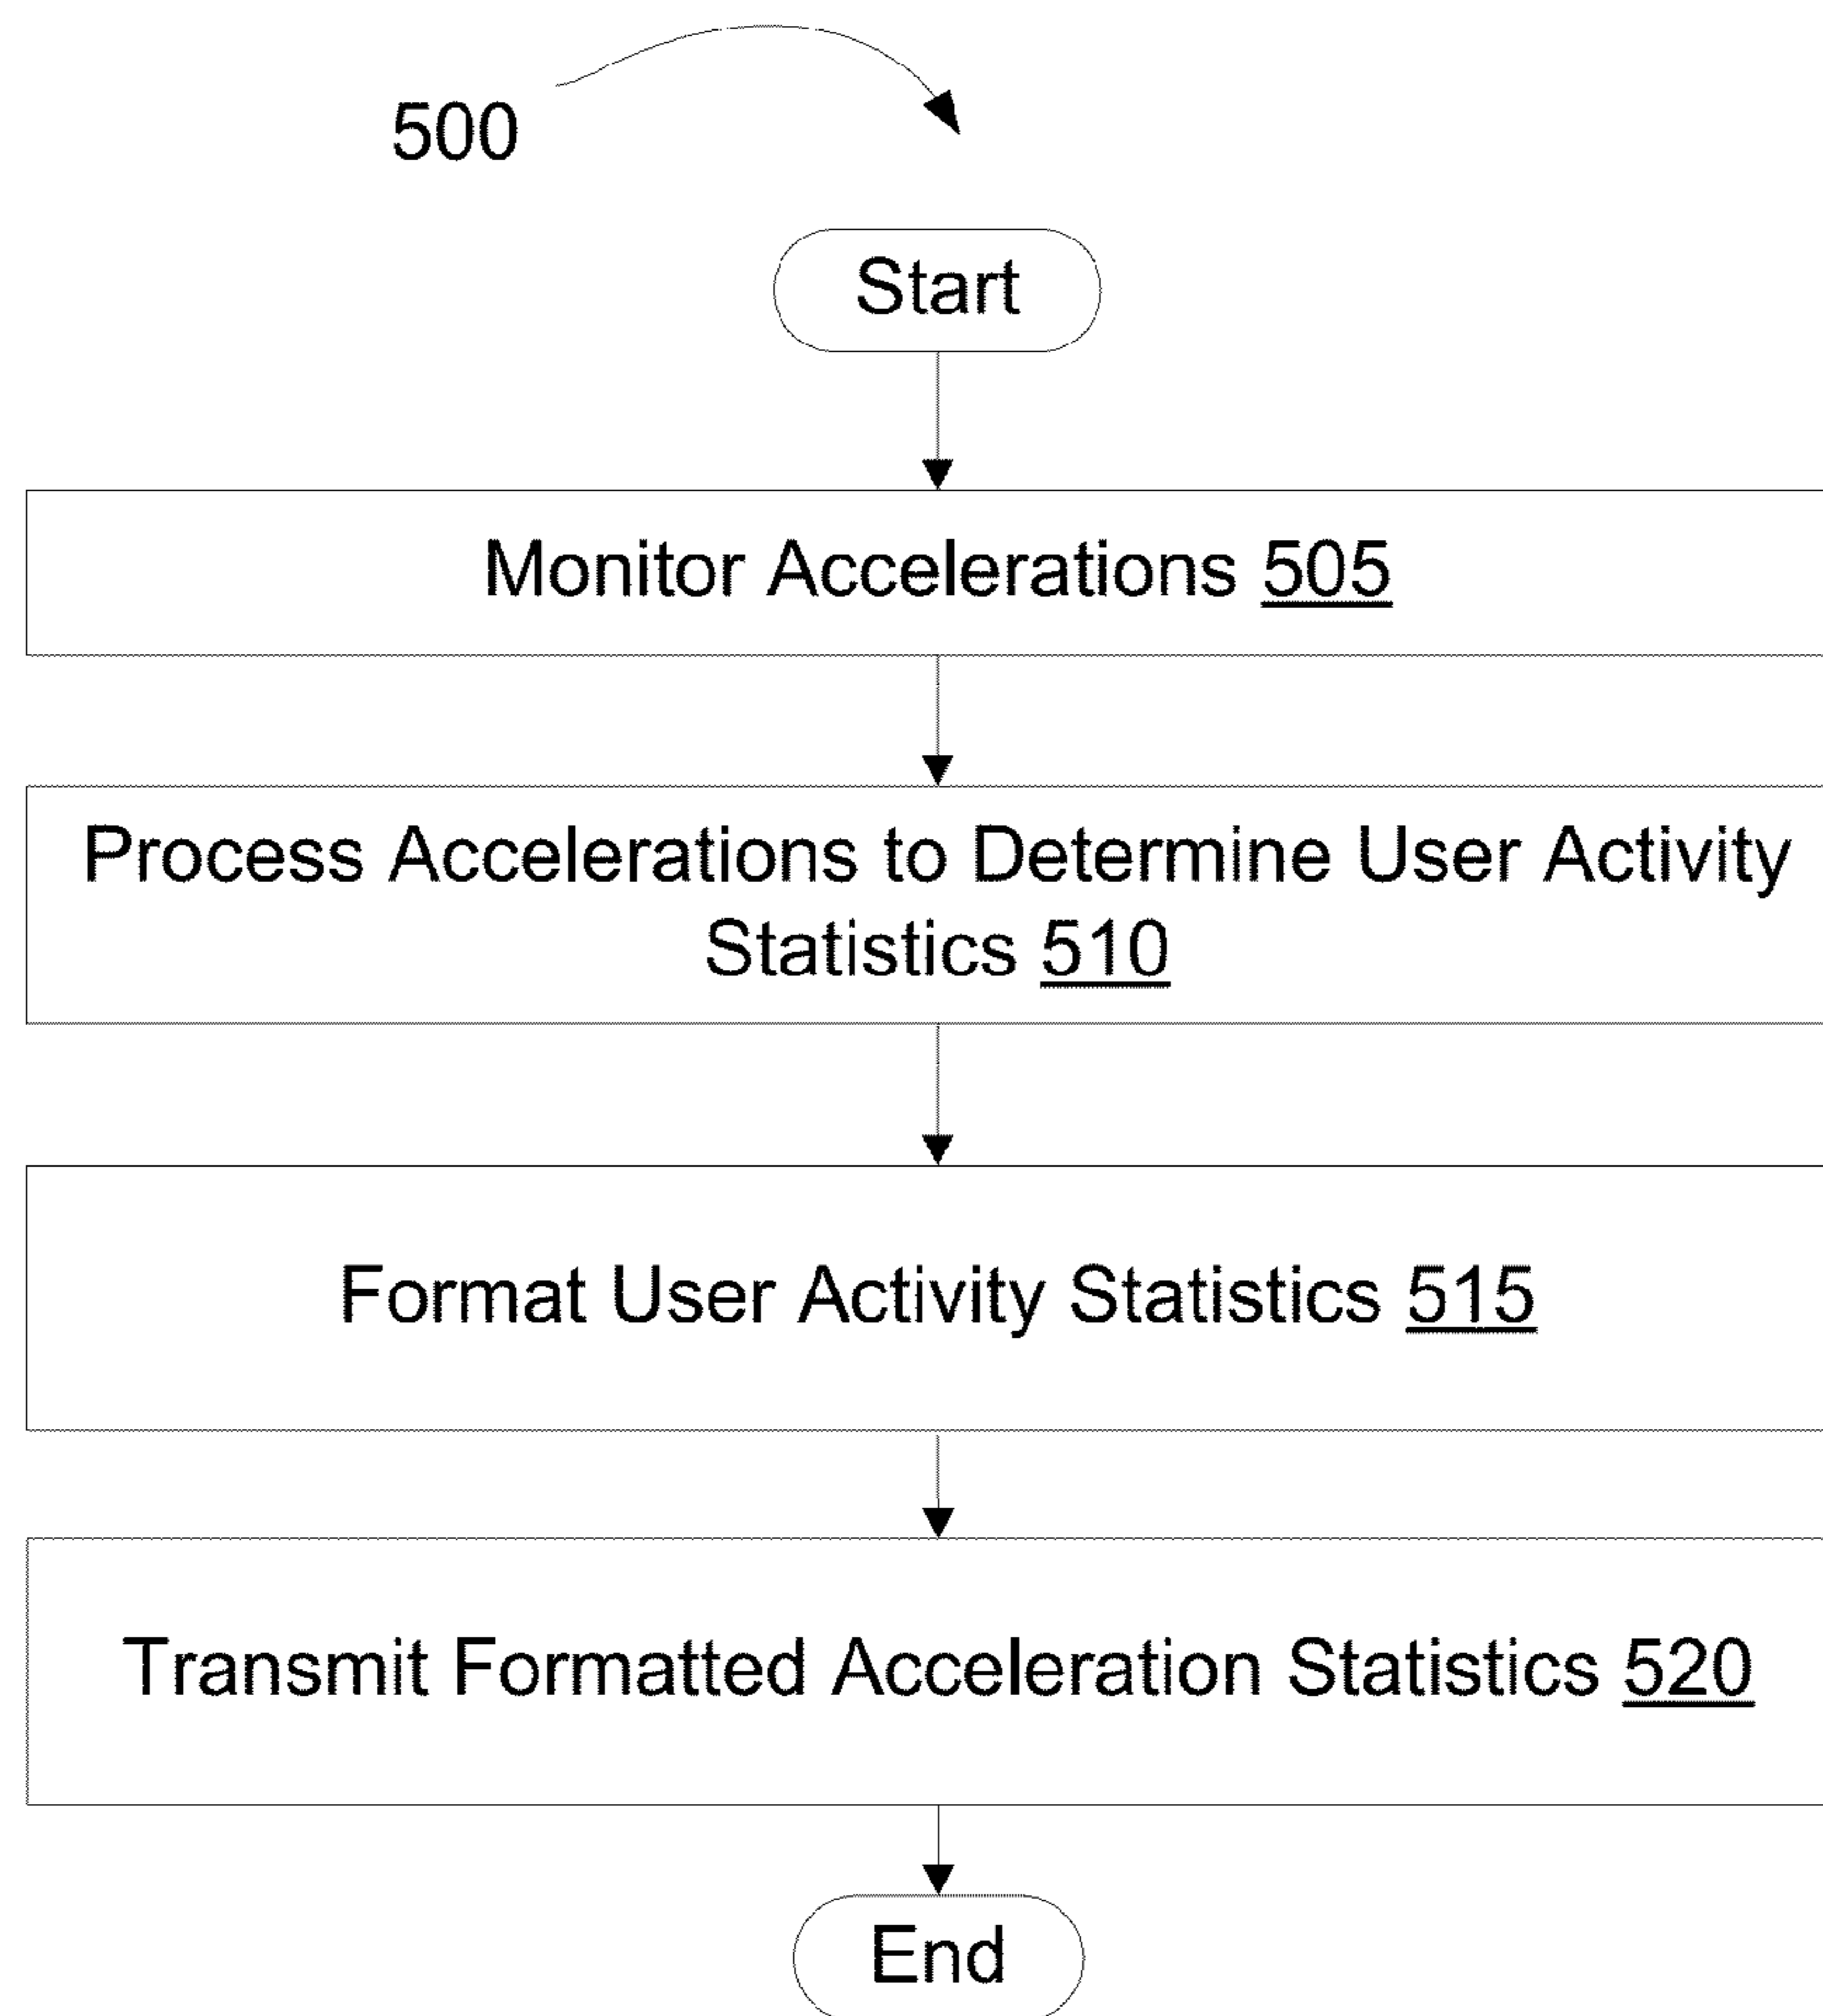 500
Start
Monitor Accelerations 505
Process Accelerations to Determine User Activity
Statistics 510
Format User Activity Statistics 515
Transmit Formatted Acceleration Statistics 520
End